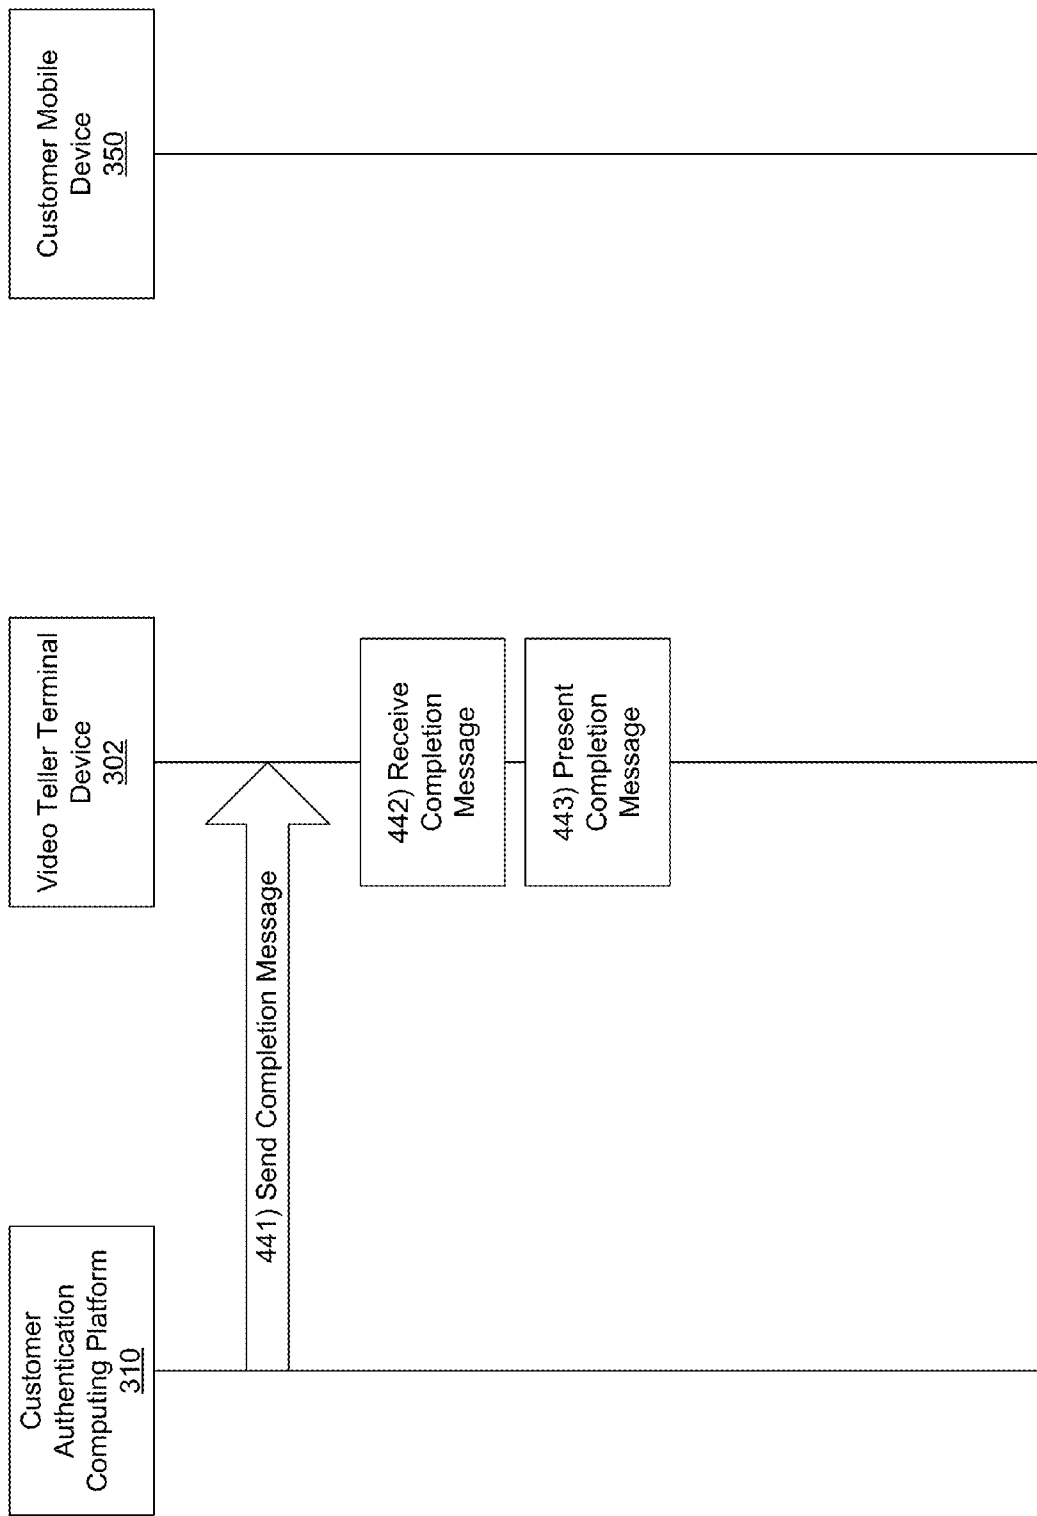 Customer
Authentication
Computing Platform
310
Video Teller Terminal
Device
302
Customer Mobile
Device
350
441) Send Completion Message
442) Receive
Completion
Message
443) Present
Completion
Message